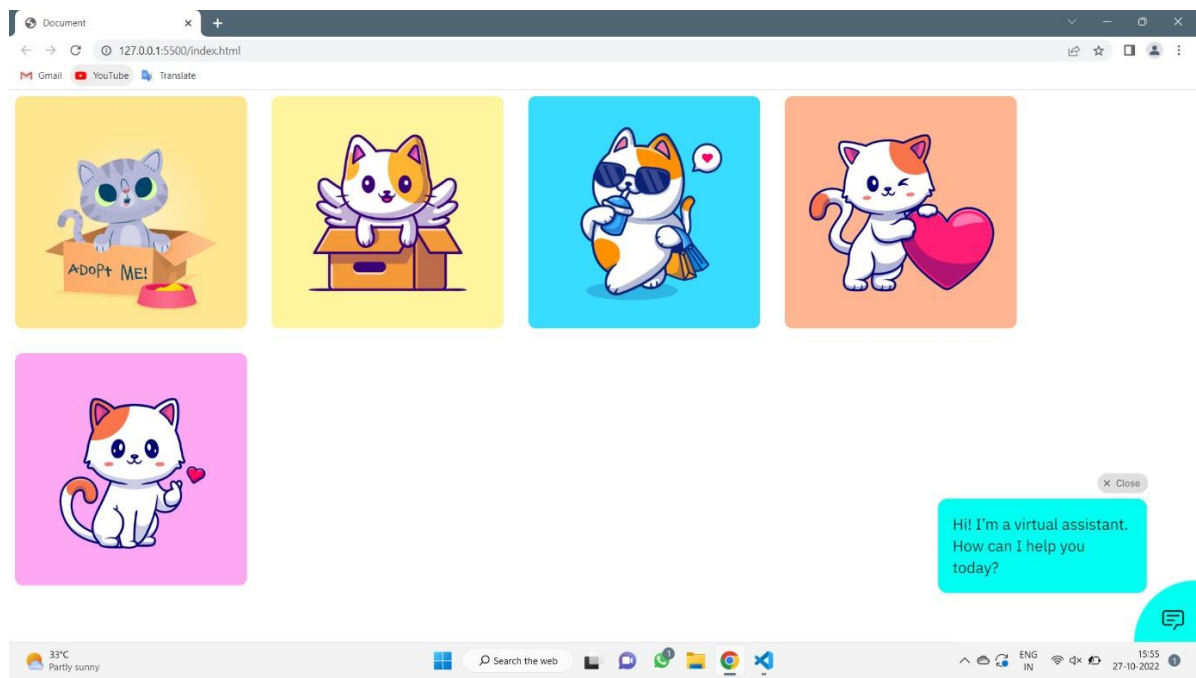 Document
127.0.0.1:5500/index.html
Gmail YouTube Translate
ADOPT ME!
Close
Hi! I'm a virtual assistant.
How can I help you
today?
33°C
Partly sunny
Search the web
ENG
IN
15:55
27-10-2022
1